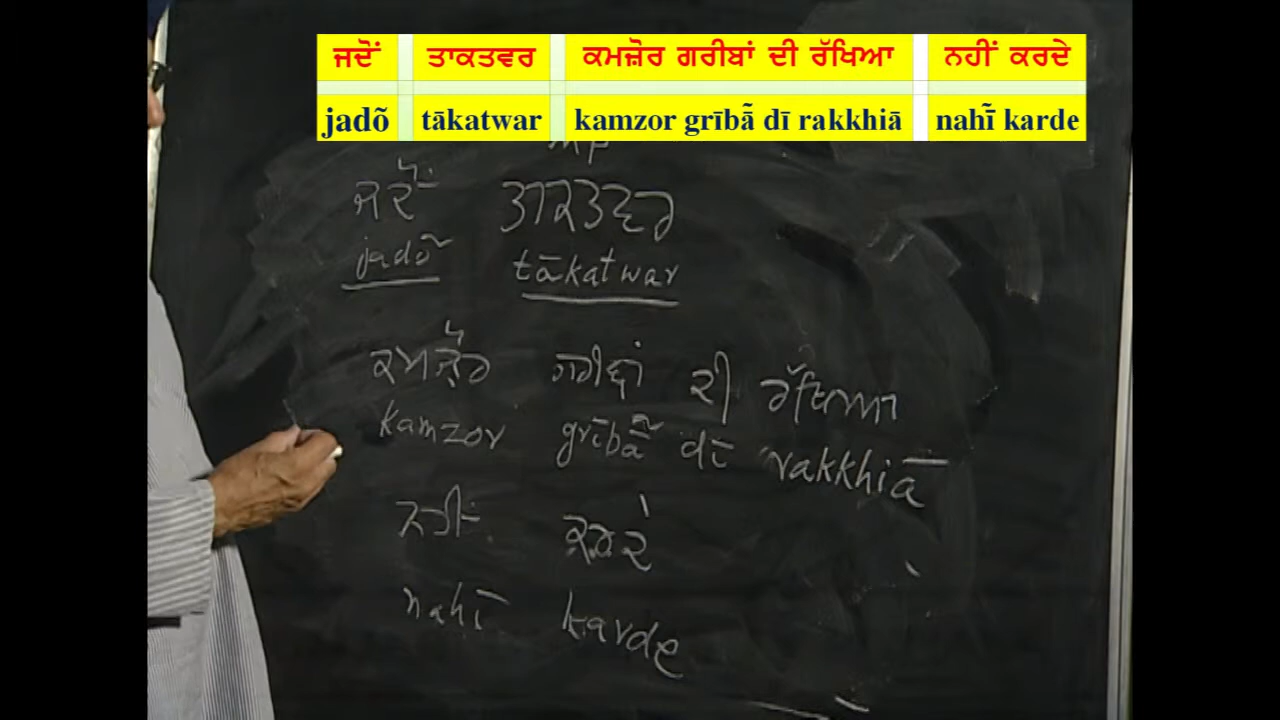 ਜਦੋਂ ਤਾਕਤਵਰ ਕਮਜ਼ੋਰ ਗਰੀਬਾਂ ਦੀ ਰੱਖਿਆ ਨਹੀਂ ਕਰਦੇ
jadõ tākatwar kamzor grībā̃ dī rakkhiā nahī̃ karde
ਜਦੋਂ ਤਾਕਤਵਰ
jadõ tākatwar
ਕਮਜ਼ੋਰ ਗਰੀਬਾਂ ਦੀ ਰੱਖਿਆ
kamzor grībā̃ dī rakkhiā
ਨਹੀਂ ਕਰਦੇ
nahī karde